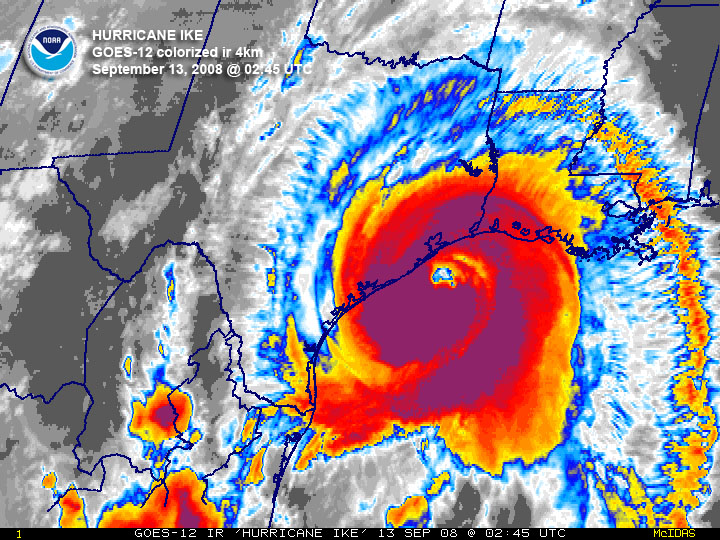 NOAA
HURRICANE IKE
GOES-12 colorized ir 4km
September 13, 2008 @ 02:45 UTC
1 GOES-12 IR 'HURRICANE IKE' 13 SEP 08 @ 02:45 UTC McIDAS